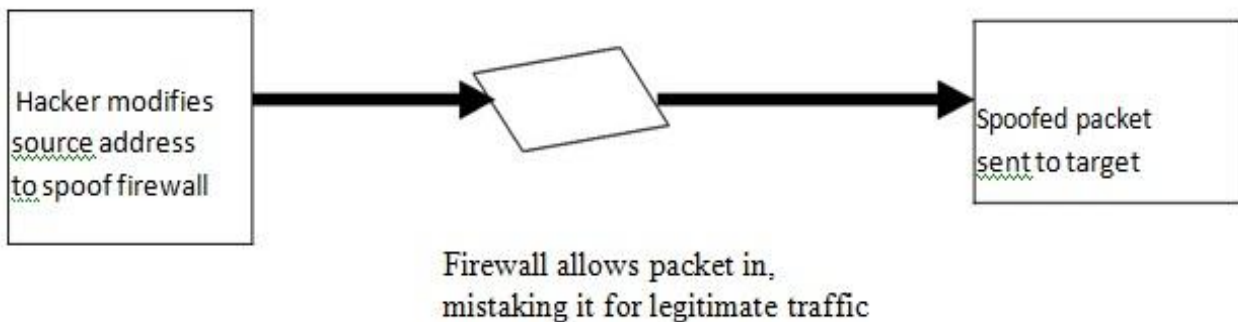 Hacker modifies
source address
to spoof firewall
Spoofed packet
sent to target
Firewall allows packet in,
mistaking it for legitimate traffic